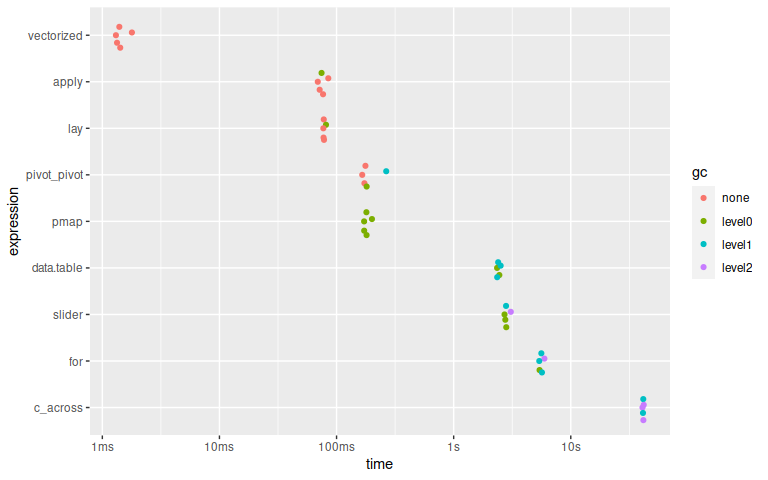 vectorized
apply
lay
pivot_pivot
pmap
data.table
slider
for
c_across
expression
1ms 10ms 100ms 1s 10s
time
gc
none
level0
level1
level2